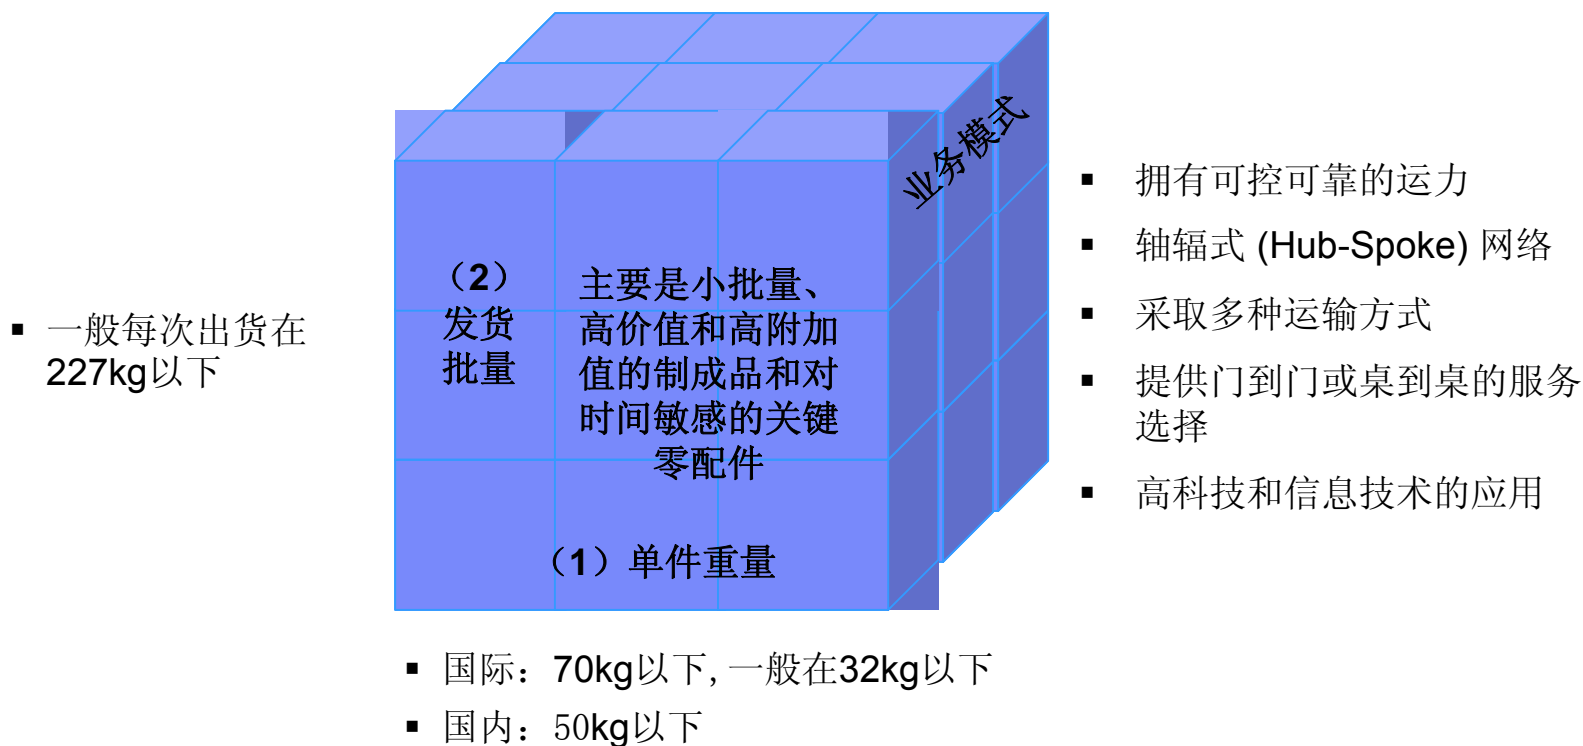 业务模式
▪ 拥有可控可靠的运力
▪ 轴辐式 (Hub-Spoke) 网络
▪ 采取多种运输方式
▪ 提供门到门或桌到桌的服务
选择
▪ 高科技和信息技术的应用
▪ 一般每次出货在
227kg以下
（2）
发货
批量
主要是小批量、
高价值和高附加
值的制成品和对
时间敏感的关键
零配件
（1）单件重量
▪ 国际：70kg以下, 一般在32kg以下
▪ 国内：50kg以下